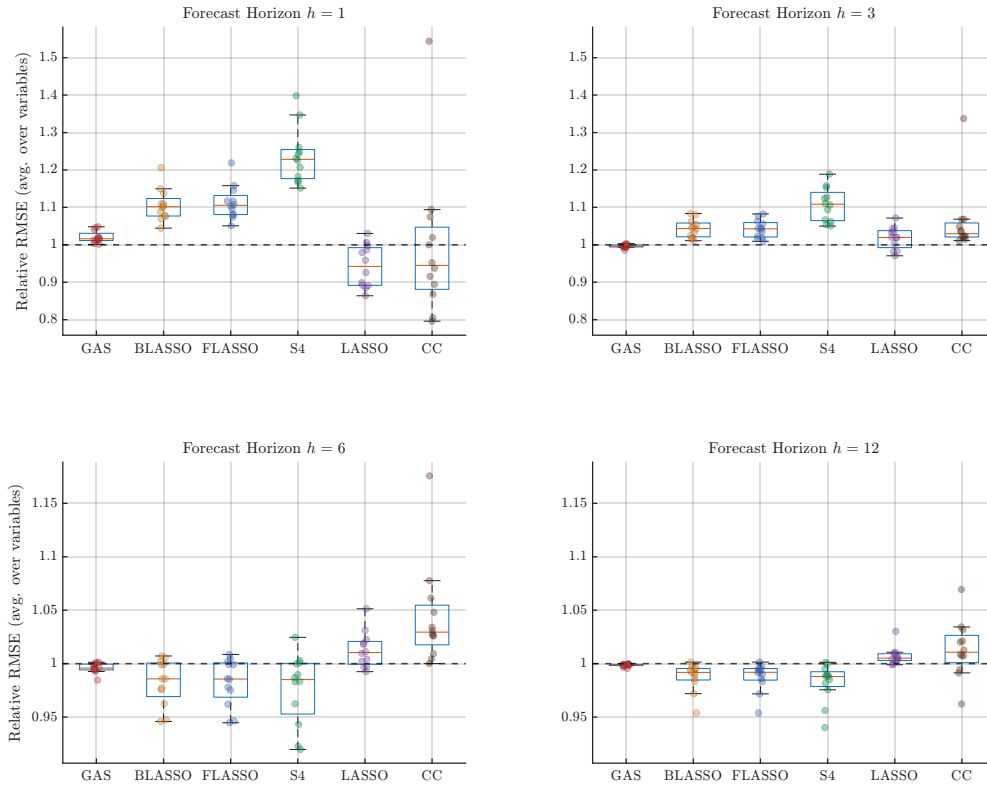 Forecast Horizon h = 1
Relative RMSE (avg. over variables)
1.5
1.4
1.3
1.2
1.1
1
0.9
0.8
GAS BLASSO FLASSO S4 LASSO CC
Forecast Horizon h = 3
1.5
1.4
1.3
1.2
1.1
1
0.9
0.8
GAS BLASSO FLASSO S4 LASSO CC
Forecast Horizon h = 6
Relative RMSE (avg. over variables)
1.15
1.1
1.05
1
0.95
GAS BLASSO FLASSO S4 LASSO CC
Forecast Horizon h = 12
1.15
1.1
1.05
1
0.95
GAS BLASSO FLASSO S4 LASSO CC